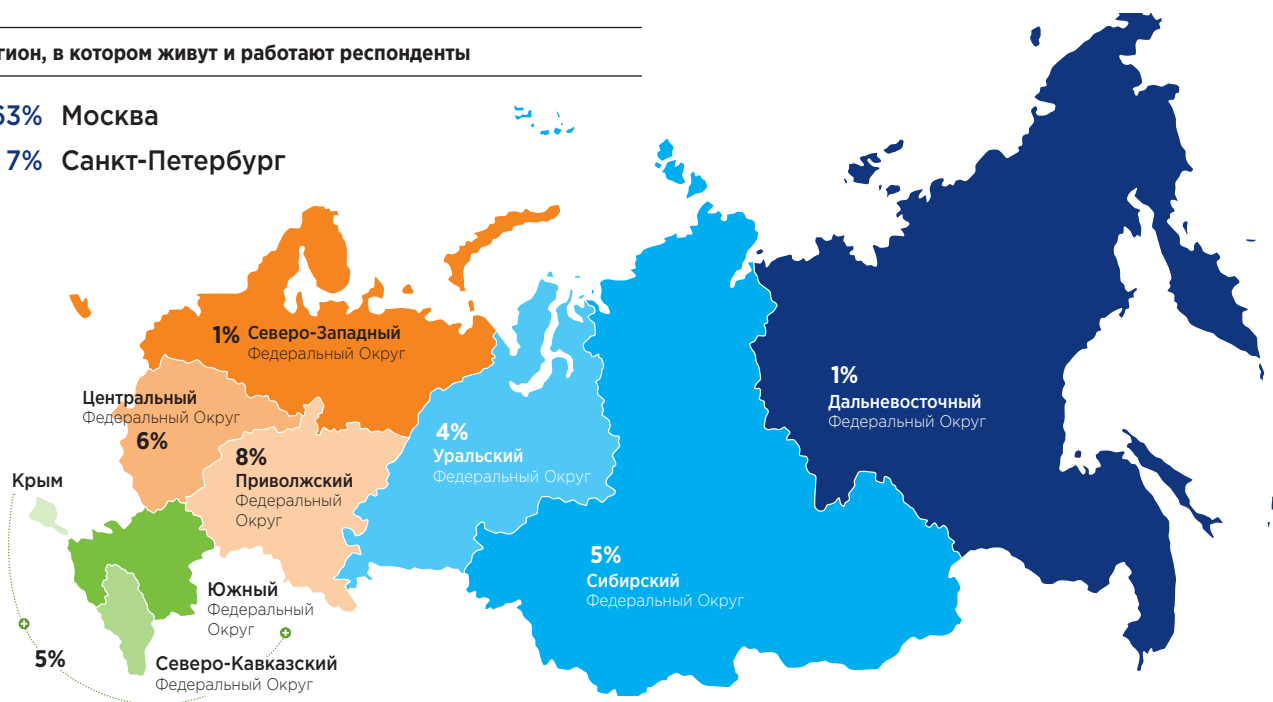 гион, в котором живут и работают респонденты
63% Москва
7% Санкт-Петербург
1% Северо-Западный
Федеральный Округ
Центральный
Федеральный Округ
6%
8%
Приволжский
Федеральный
Округ
4%
Уральский
Федеральный Округ
1%
Дальневосточный
Федеральный Округ
Крым
5%
Сибирский
Федеральный Округ
Южный
Федеральный
Округ
5%
Северо-Кавказский
Федеральный Округ